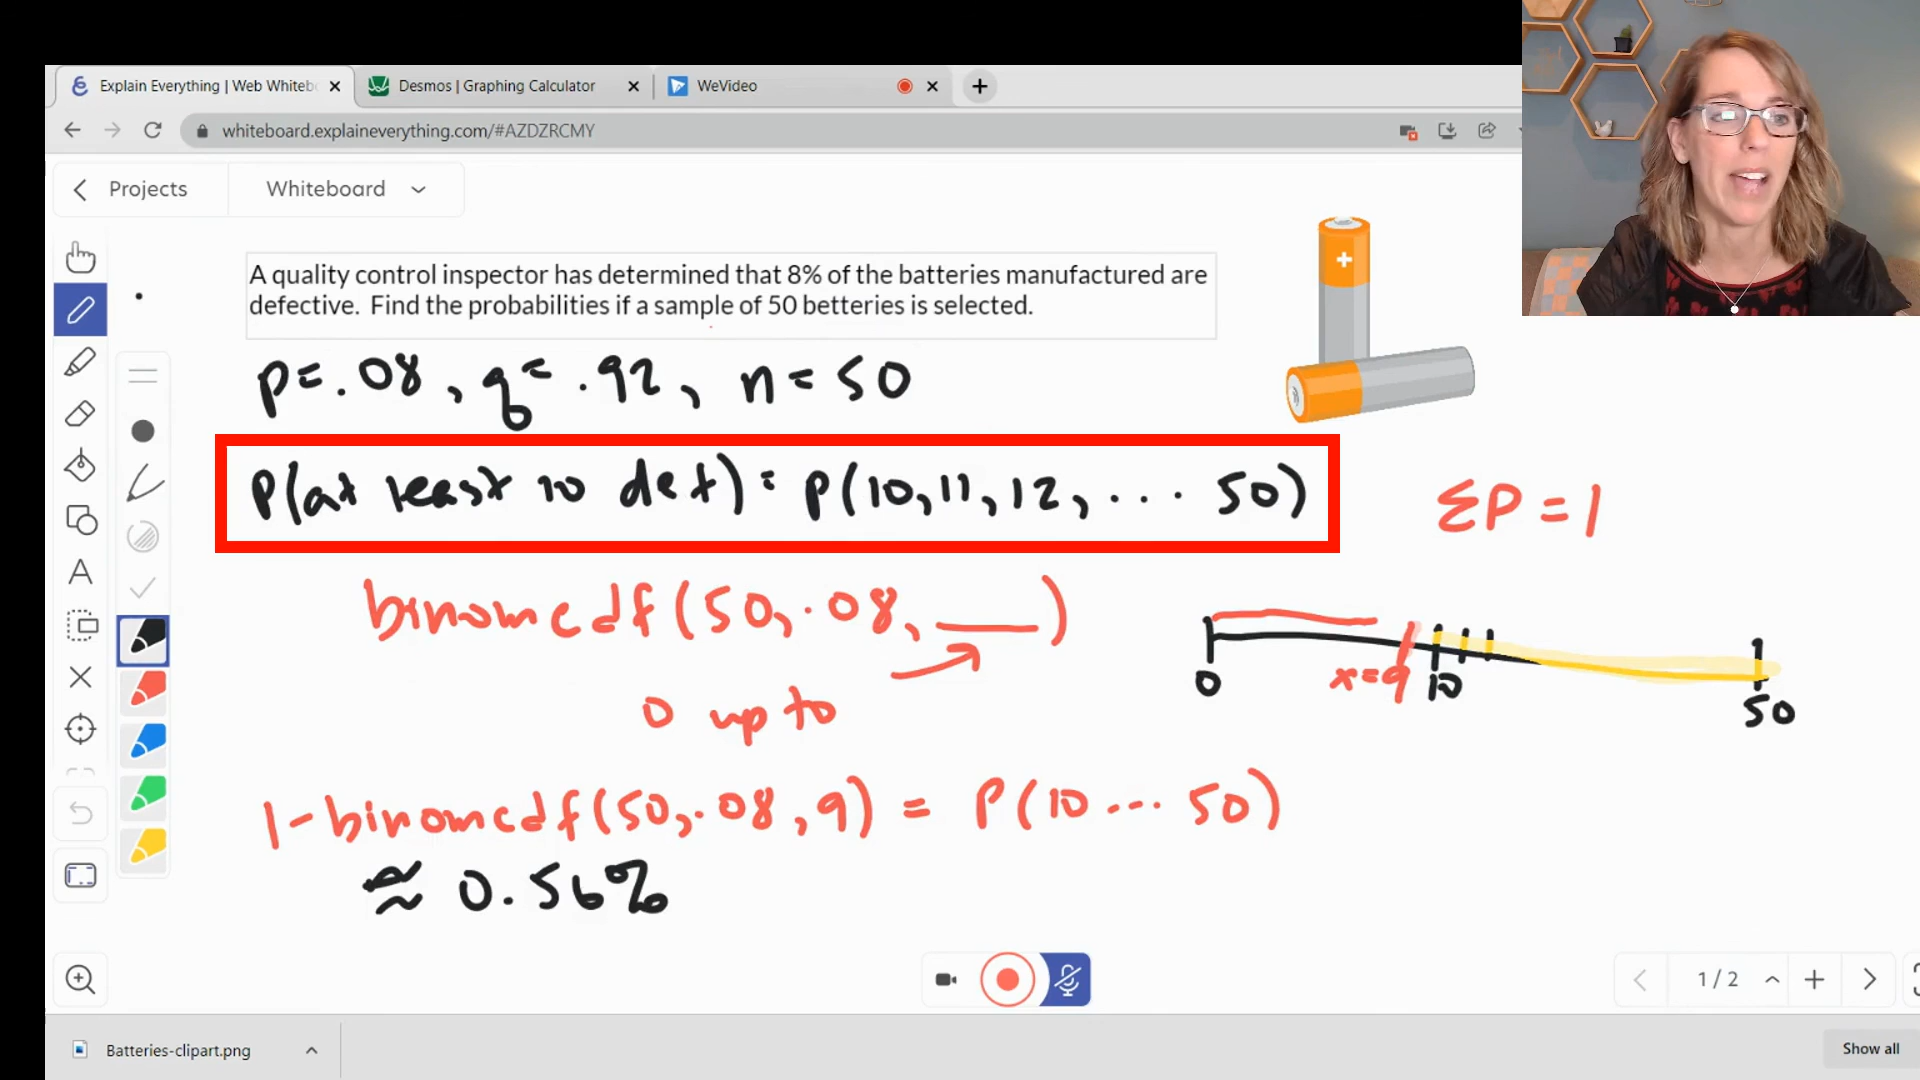 Explain Everything | Web Whitebo
Desmos | Graphing Calculator
WeVideo
whiteboard.explaineverything.com/#AZDZRCMY
Projects
Whiteboard
A quality control inspector has determined that 8% of the batteries manufactured are
defective. Find the probabilities if a sample of 50 betteries is selected.
p=.08, q=.92, n=50
P(at least 10 def)= P(10,11,12,... 50)
ΣP=1
binomcdf(50,.08,___)
0 up to
0
x=9
10
50
1-binomcdf(50,.08,9) = P(10... 50)
≈ 0.56%
A
1 / 2
Batteries-clipart.png
Show all